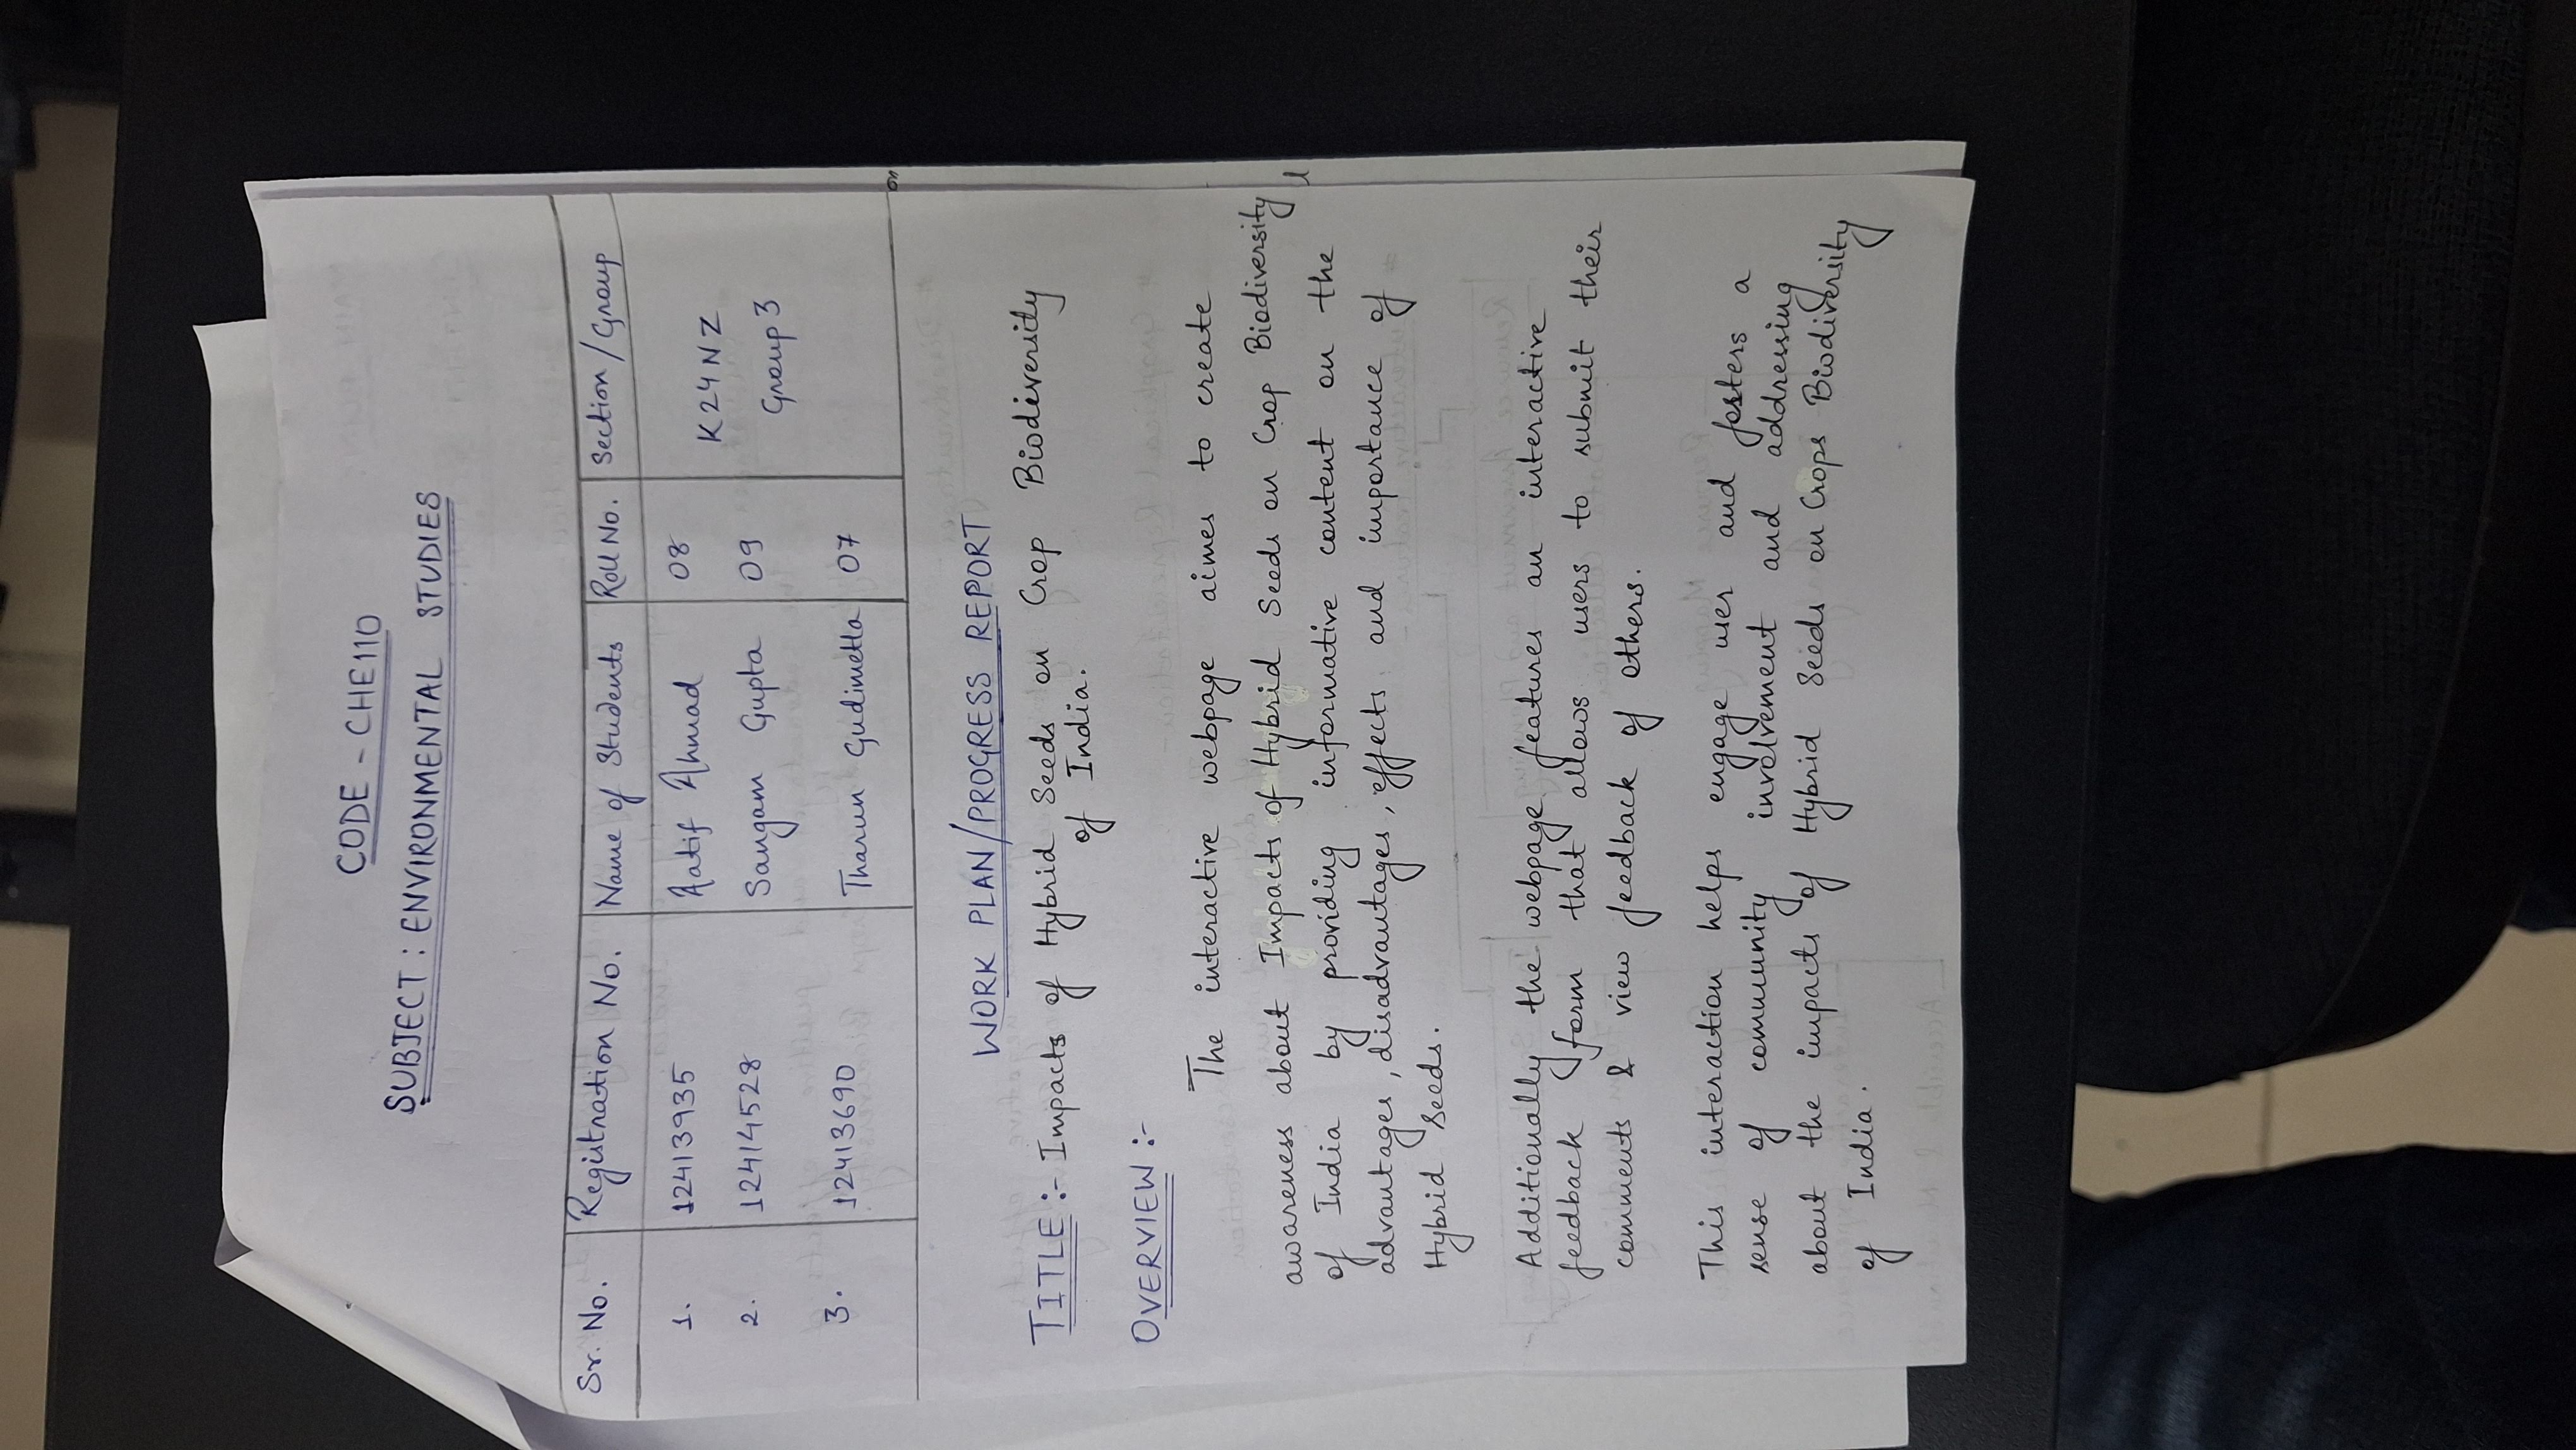 CODE - CHE110
SUBJECT : ENVIRONMENTAL STUDIES
Sr. No. Registration No. Name of Students Roll No. Section / Group
1. 12413935 Aatif Ahmad 08 K24NZ
2. 12414528 Sangam Gupta 09 Group 3
3. 12413690 Tharun Gudimetla 07
WORK PLAN/PROGRESS REPORT
TITLE :- Impacts of Hybrid Seeds on Crop Biodiversity
of India.
OVERVIEW :-
The interactive webpage aimes to create
awareness about Impacts of Hybrid Seeds on Crop Biodiversity
of India by providing informative content on the
advantages, disadvantages, effects and importance of
Hybrid Seeds.
Additionally the webpage features an interactive
feedback form that allows users to submit their
comments & view feedback of others.
This interaction helps engage user and fosters a
sense of community involvement and addressing
about the impacts of Hybrid Seeds on Crops Biodiversity
of India.